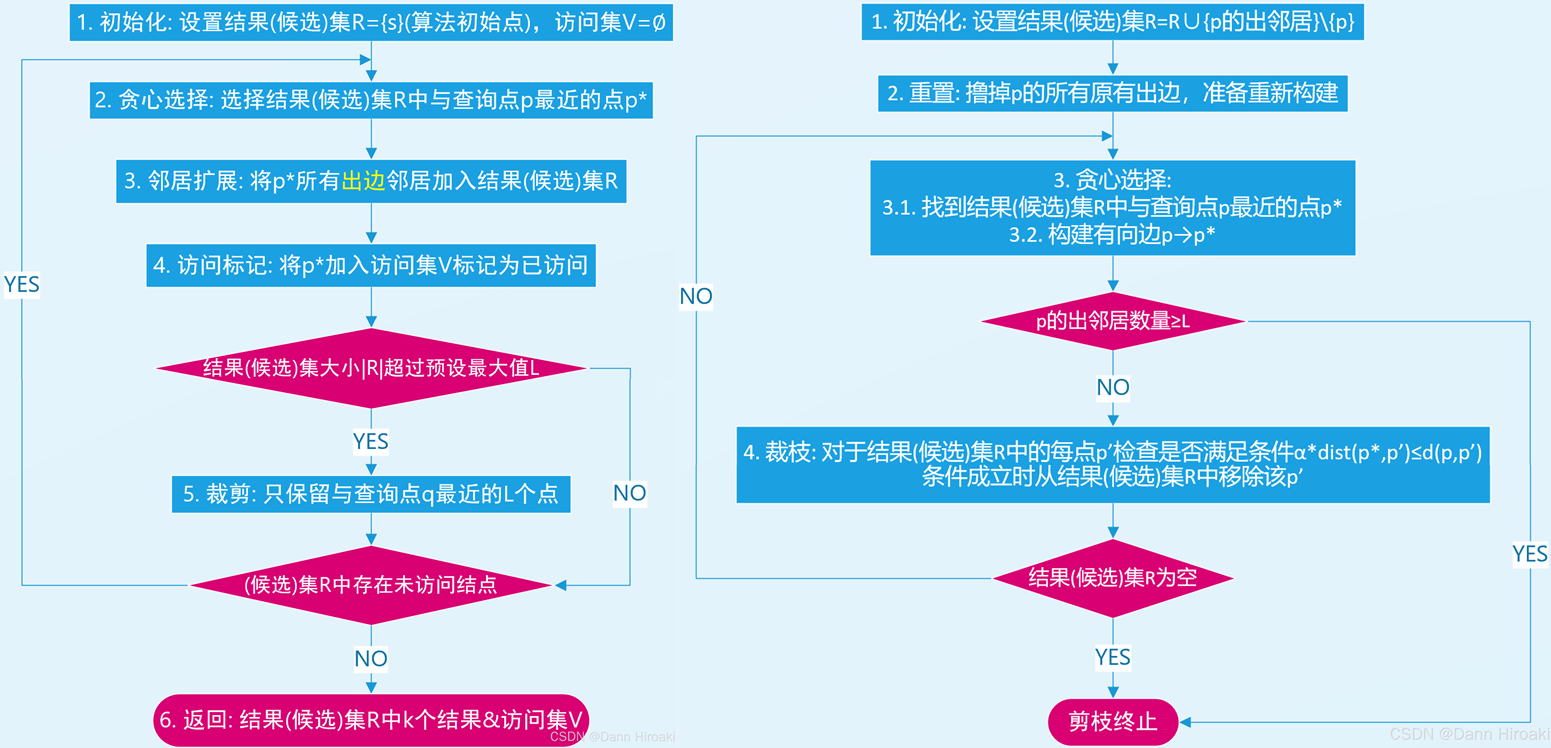 1. 初始化: 设置结果(候选)集R={s}(算法初始点)，访问集V=∅
2. 贪心选择: 选择结果(候选)集R中与查询点p最近的点p*
3. 邻居扩展: 将p*所有出边邻居加入结果(候选)集R
4. 访问标记: 将p*加入访问集V标记为已访问
YES
结果(候选)集大小|R|超过预设最大值L
YES
5. 裁剪: 只保留与查询点q最近的L个点
NO
(候选)集R中存在未访问结点
NO
6. 返回: 结果(候选)集R中k个结果&访问集V
CSDN @Dann Hiroaki
1. 初始化: 设置结果(候选)集R=R∪{p的出邻居}\{p}
2. 重置: 撸掉p的所有原有出边，准备重新构建
3. 贪心选择:
3.1. 找到结果(候选)集R中与查询点p最近的点p*
3.2. 构建有向边p→p*
NO
p的出邻居数量≥L
NO
4. 裁枝: 对于结果(候选)集R中的每点p’检查是否满足条件α*dist(p*,p’)≤d(p,p’)
条件成立时从结果(候选)集R中移除该p’
YES
结果(候选)集R为空
YES
剪枝终止
CSDN @Dann Hiroaki